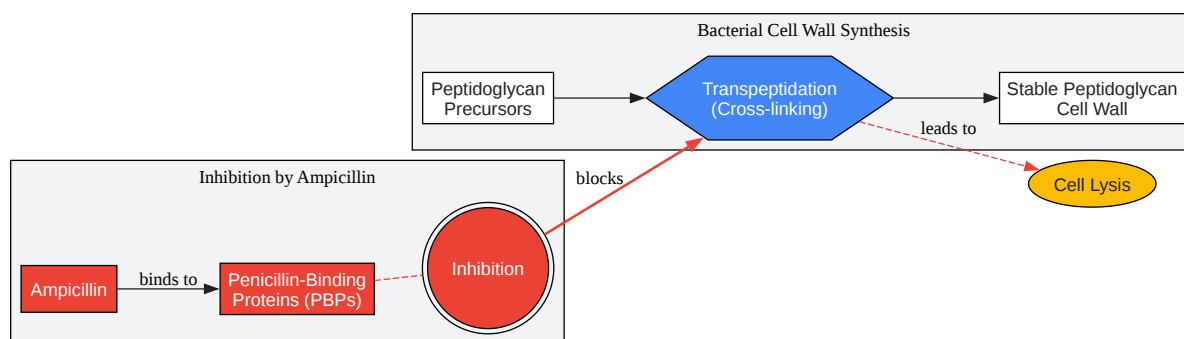 Bacterial Cell Wall Synthesis
Peptidoglycan
Precursors
Transpeptidation
(Cross-linking)
Stable Peptidoglycan
Cell Wall
leads to
Cell Lysis
blocks
Inhibition by Ampicillin
Ampicillin
binds to
Penicillin-Binding
Proteins (PBPs)
Inhibition